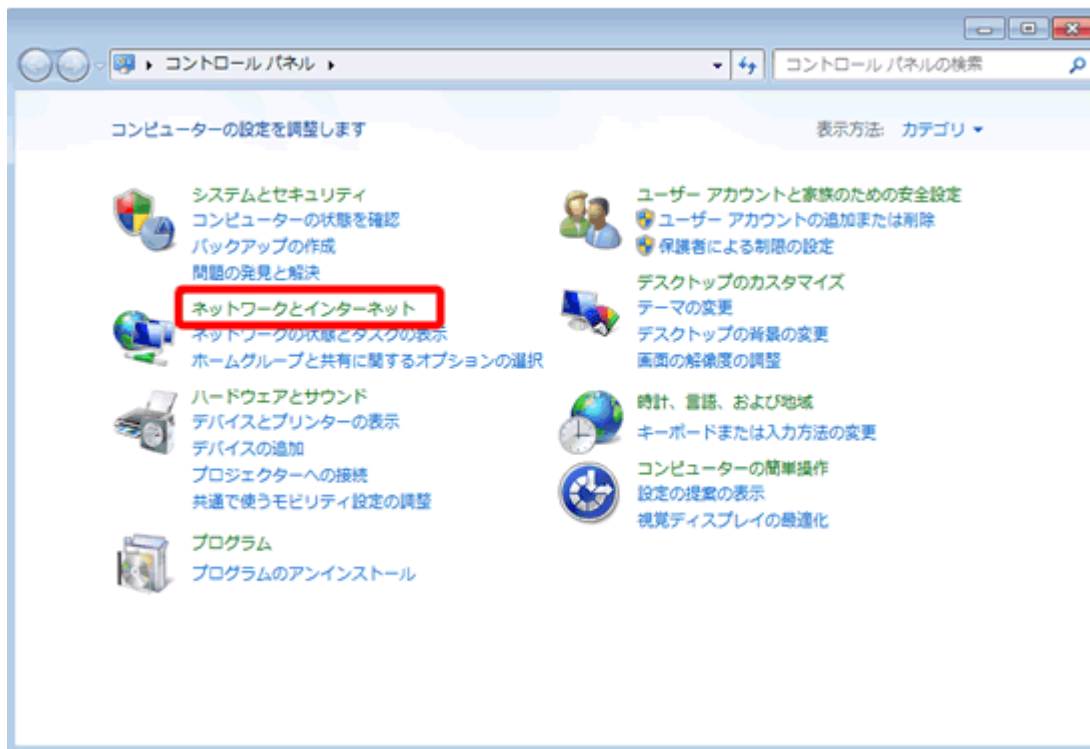 コントロール パネル
コントロール パネルの検索
コンピューターの設定を調整します
表示方法: カテゴリ
システムとセキュリティ
コンピューターの状態を確認
バックアップの作成
問題の発見と解決
ネットワークとインターネット
ネットワークの状態とタスクの表示
ホームグループと共有に関するオプションの選択
ハードウェアとサウンド
デバイスとプリンターの表示
デバイスの追加
プロジェクターへの接続
共通で使うモビリティ設定の調整
プログラム
プログラムのアンインストール
ユーザー アカウントと家族のための安全設定
ユーザー アカウントの追加または削除
保護者による制限の設定
デスクトップのカスタマイズ
テーマの変更
デスクトップの背景の変更
画面の解像度の調整
時計、言語、および地域
キーボードまたは入力方法の変更
コンピューターの簡単操作
設定の提案の表示
視覚ディスプレイの最適化